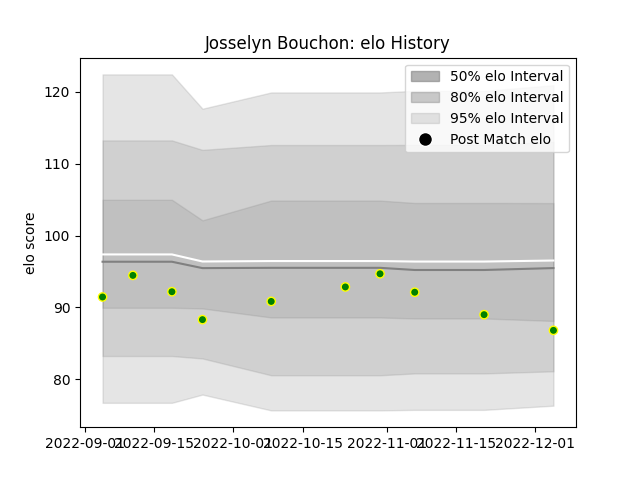 Josselyn Bouchon: elo History
50% elo Interval
80% elo Interval
95% elo Interval
Post Match elo
elo score
120
110
100
90
80
2022-09-01 2022-09-15 2022-10-01 2022-10-15 2022-11-01 2022-11-15 2022-12-01